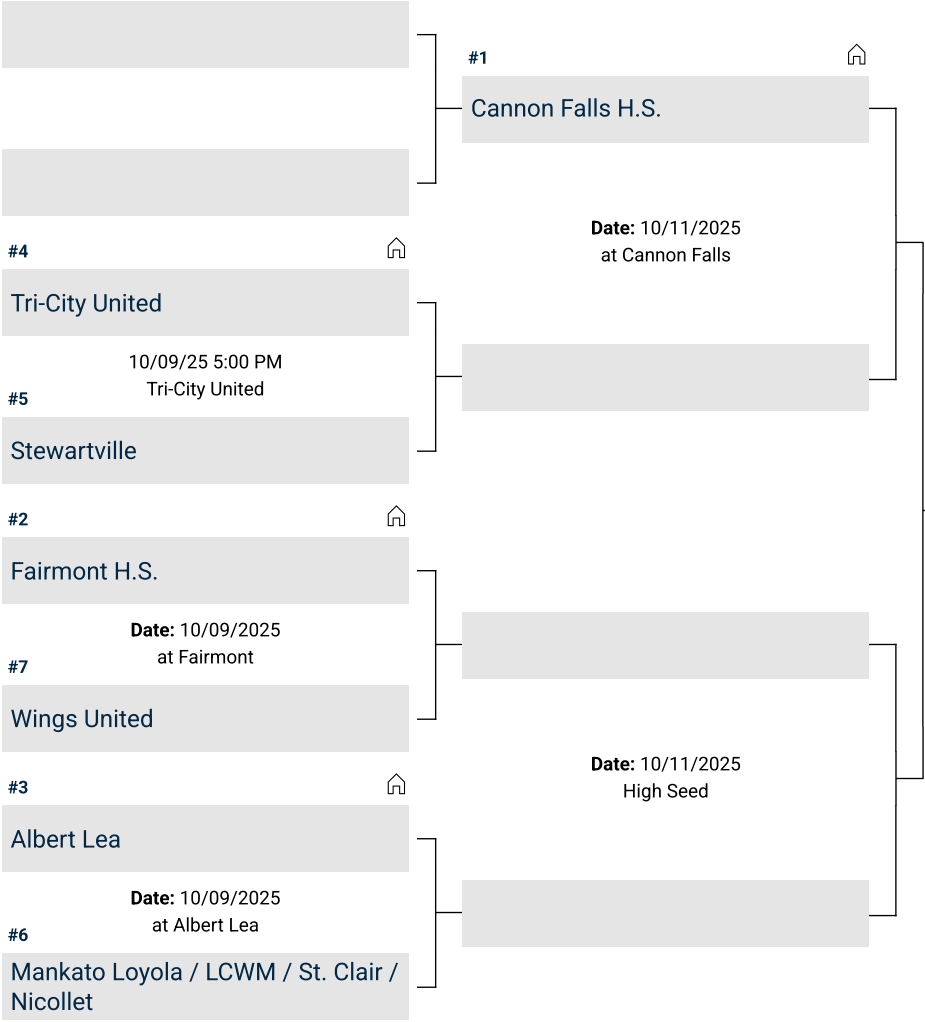 #1
Cannon Falls H.S.
Date: 10/11/2025
at Cannon Falls
#4
Tri-City United
10/09/25 5:00 PM
Tri-City United
#5
Stewartville
#2
Fairmont H.S.
Date: 10/09/2025
at Fairmont
#7
Wings United
Date: 10/11/2025
High Seed
#3
Albert Lea
Date: 10/09/2025
at Albert Lea
#6
Mankato Loyola / LCWM / St. Clair /
Nicollet